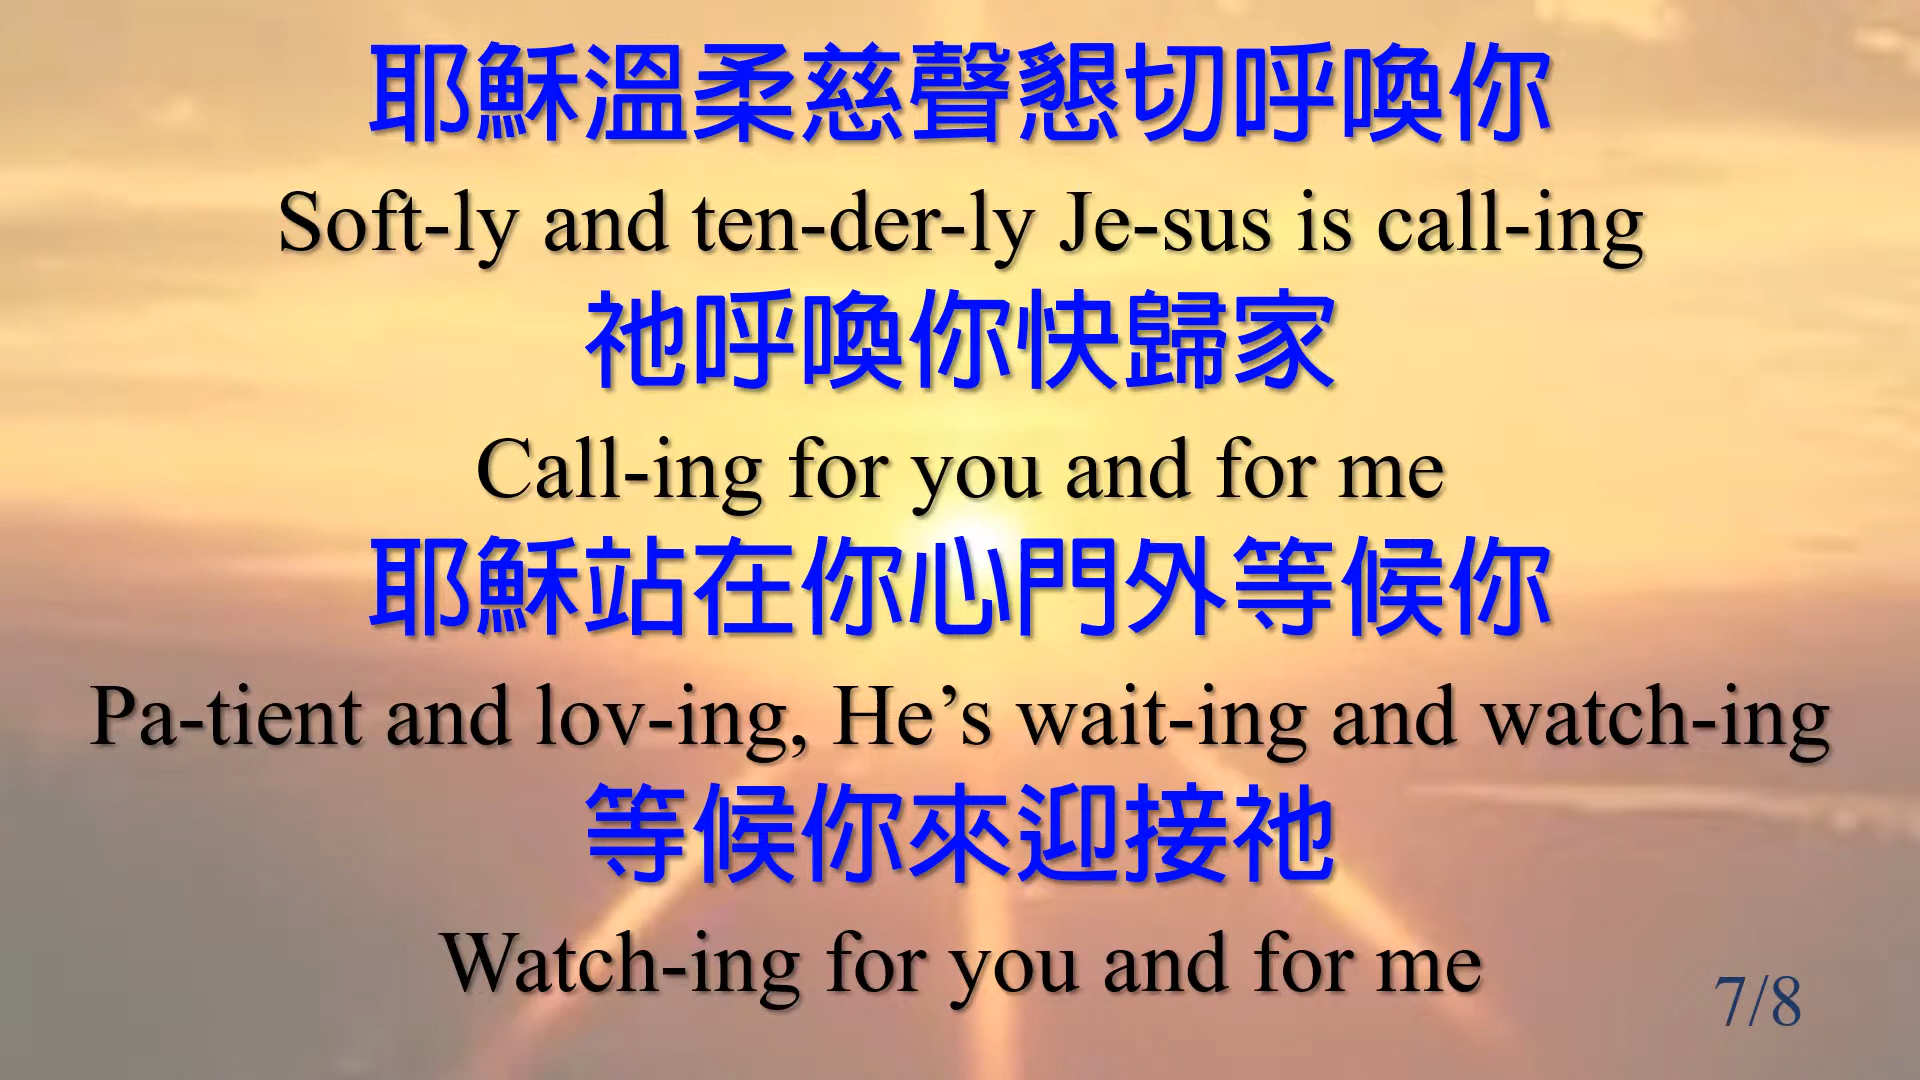 耶穌溫柔慈聲懇切呼喚你
Soft-ly and ten-der-ly Je-sus is call-ing
祂呼喚你快歸家
Call-ing for you and for me
耶穌站在你心門外等候你
Pa-tient and lov-ing, He’s wait-ing and watch-ing
等候你來迎接祂
Watch-ing for you and for me
7/8